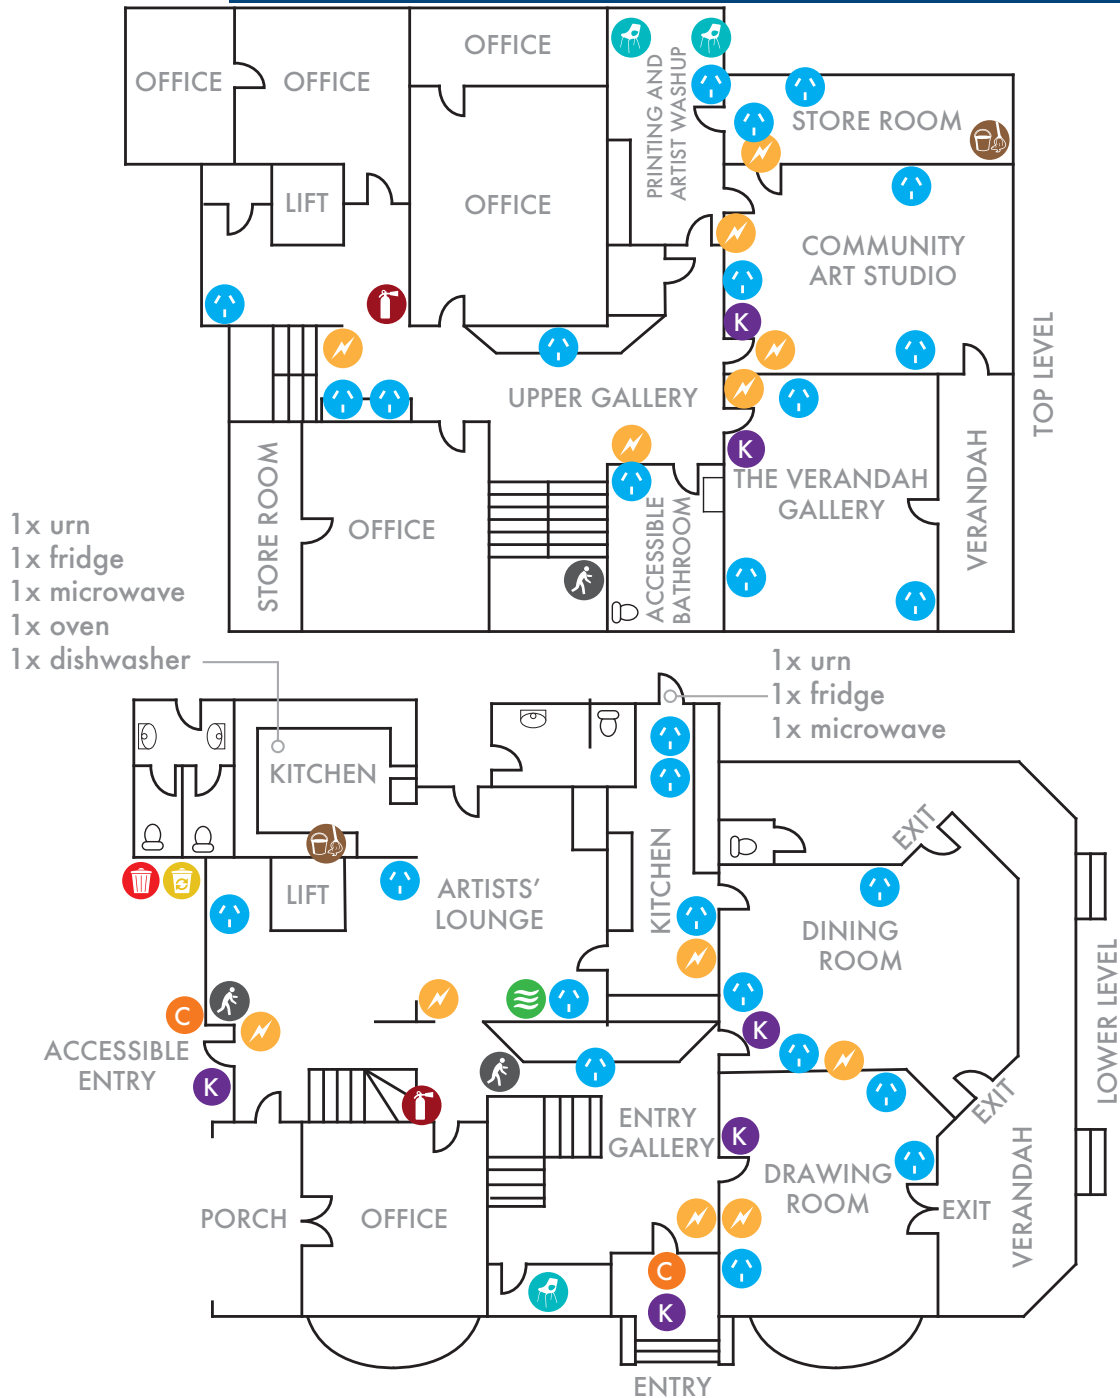 OFFICE
OFFICE
OFFICE
PRINTING AND
ARTIST WASHUP
STORE ROOM
LIFT
OFFICE
COMMUNITY
ART STUDIO
K
TOP LEVEL
UPPER GALLERY
K
STORE ROOM
OFFICE
ACCESSIBLE
BATHROOM
THE VERANDAH
GALLERY
VERANDAH
1x urn
1x fridge
1x microwave
1x oven
1x dishwasher
1x urn
1x fridge
1x microwave
KITCHEN
EXIT
LIFT
ARTISTS'
LOUNGE
KITCHEN
DINING
ROOM
LOWER LEVEL
C
K
ACCESSIBLE
ENTRY
K
EXIT
ENTRY
GALLERY
K
DRAWING
ROOM
VERANDAH
PORCH
OFFICE
EXIT
C
K
ENTRY